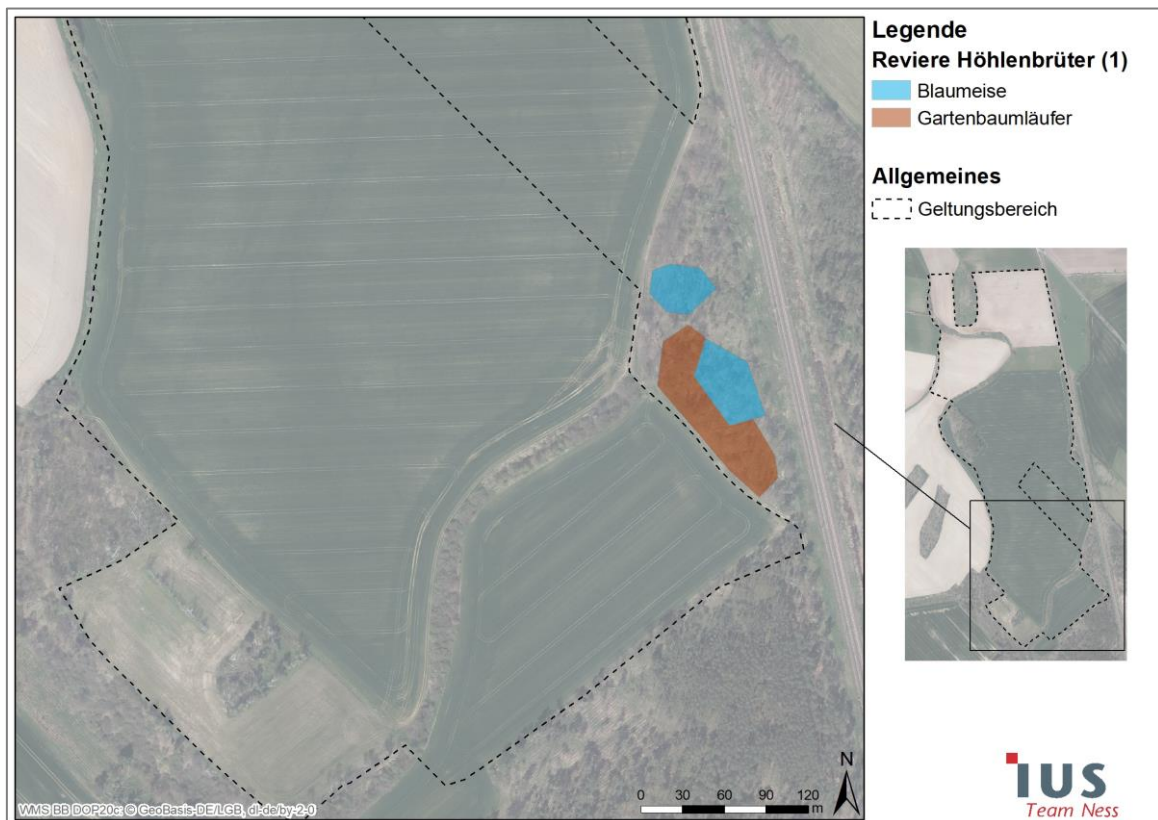 Legende
Reviere Höhlenbrüter (1)
Blaumeise
Gartenbaumläufer
Allgemeines
Geltungsbereich
N
0 30 60 90 120
m
WMS BB DOP20c: © GeoBasis-DE/LGB, dl-de/by-2-0
IUS
Team Ness